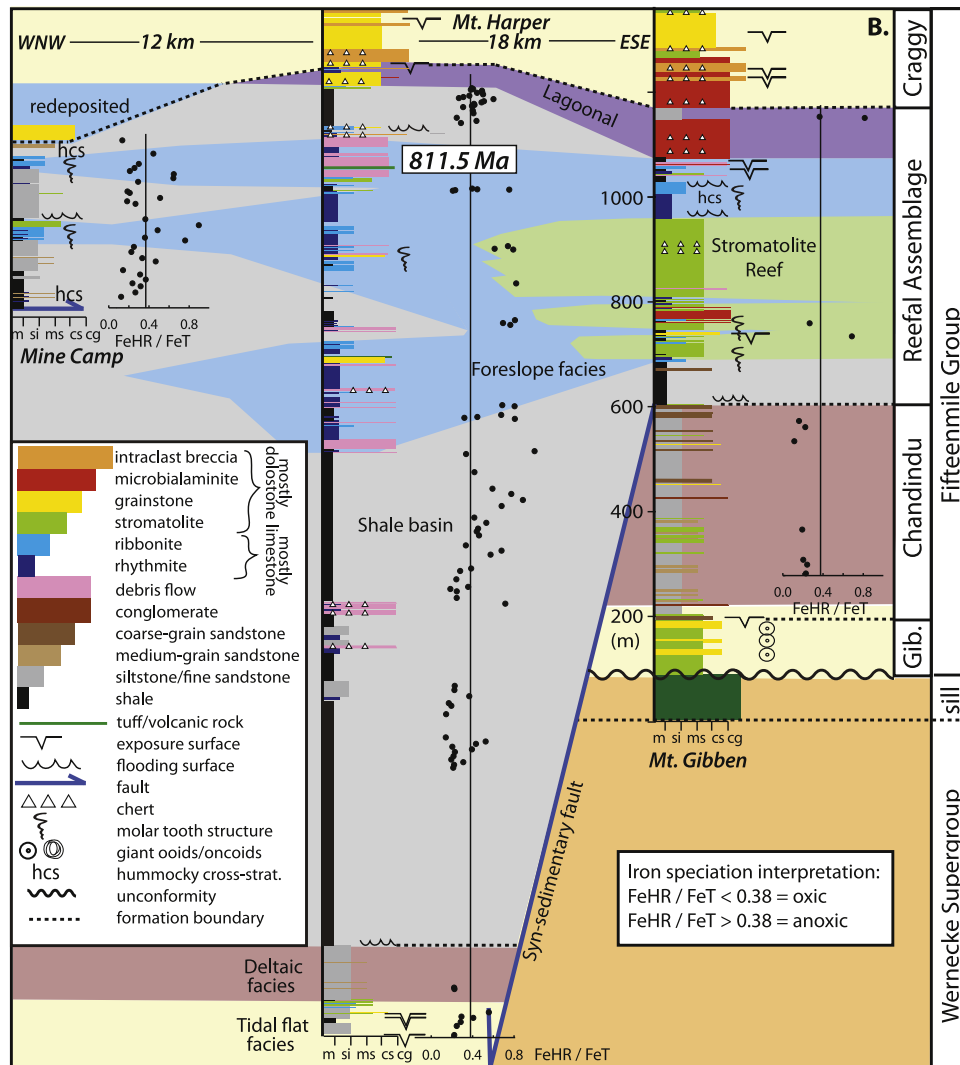 WNW
12 km
Mt. Harper
18 km
ESE
B.
redeposited
hcs
hcs
m si ms cs cg
Mine Camp
0.0 0.4 0.8
FeHR / FeT
Lagoonal
811.5 Ma
hcs
Stromatolite
Reef
Foreslope facies
Shale basin
1000
800
600
400
200
(m)
0.0 0.4 0.8
FeHR / FeT
m si ms cs cg
Mt. Gibben
Syn-sedimentary fault
Deltaic
facies
Tidal flat
facies
m si ms cs cg
0.0 0.4 0.8
FeHR / FeT
Craggy
Reefal Assemblage
Chandindu
Gib.
Fifteenmile Group
sill
Wernecke Supergroup
intraclast breccia
microbialaminite
grainstone
stromatolite
ribbonite
rhythmite
mostly
dolostone
mostly
limestone
debris flow
conglomerate
coarse-grain sandstone
medium-grain sandstone
siltstone/fine sandstone
shale
tuff/volcanic rock
exposure surface
flooding surface
fault
chert
molar tooth structure
giant ooids/oncoids
hcs hummocky cross-strat.
unconformity
formation boundary
Iron speciation interpretation:
FeHR / FeT < 0.38 = oxic
FeHR / FeT > 0.38 = anoxic